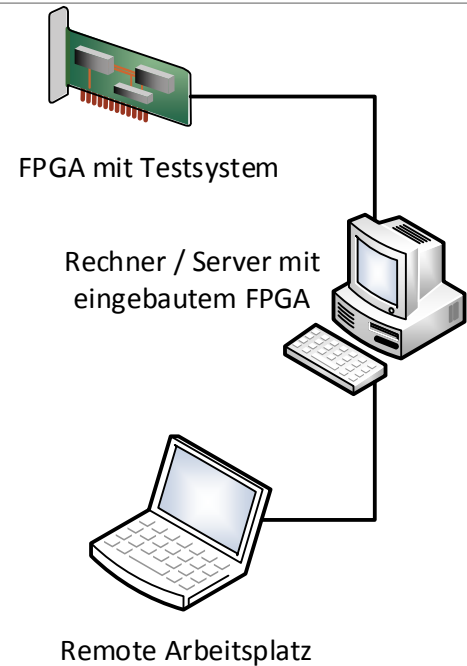 FPGA mit Testsystem
Rechner / Server mit
eingebautem FPGA
Remote Arbeitsplatz